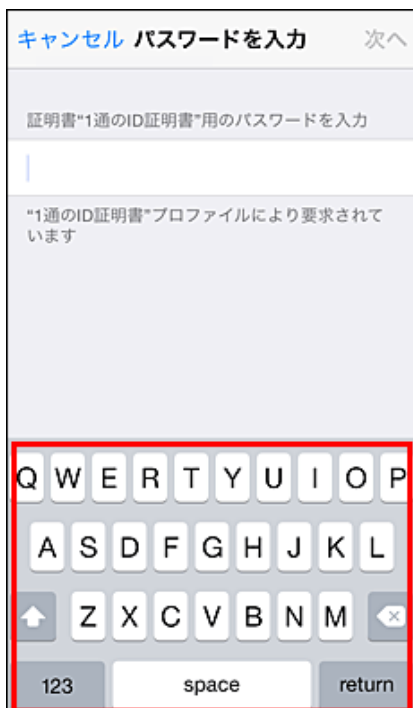 キャンセル パスワードを入力 次へ
証明書“1通のID証明書”用のパスワードを入力
“1通のID証明書”プロファイルにより要求されて
います
Q W E R T Y U I O P
A S D F G H J K L
Z X C V B N M
123 space return